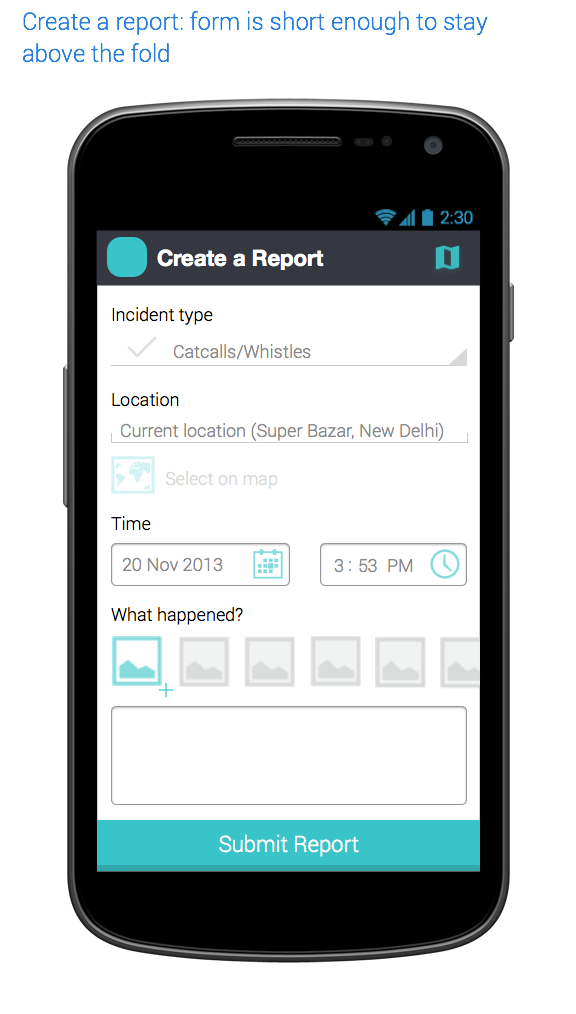 Create a report: form is short enough to stay
above the fold
2:30
Create a Report
Incident type
Catcalls/Whistles
Location
Current location (Super Bazar, New Delhi)
Select on map
Time
20 Nov 2013
3 : 53 PM
What happened?
+
Submit Report